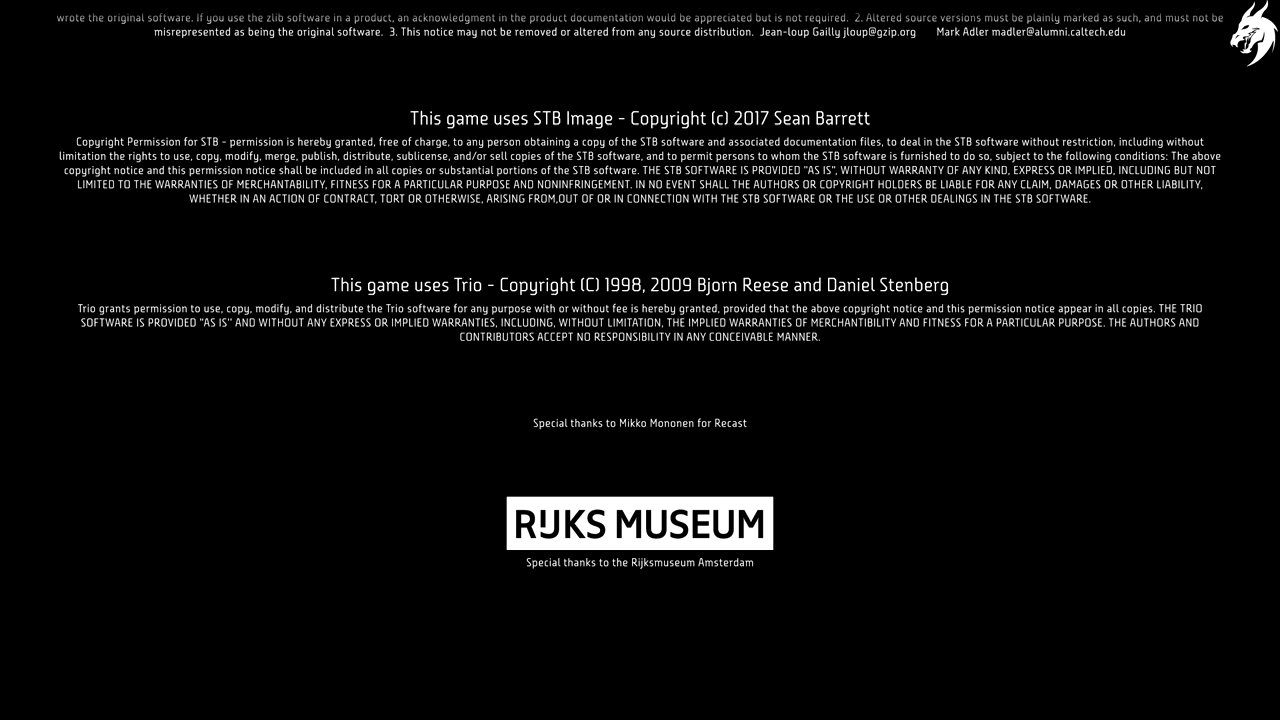 wrote the original software. If you use the zlib software in a product, an acknowledgment in the product documentation would be appreciated but is not required.  2. Altered source versions must be plainly marked as such, and must not be
misrepresented as being the original software.  3. This notice may not be removed or altered from any source distribution.  Jean-loup Gailly jloup@gzip.org      Mark Adler madler@alumni.caltech.edu
This game uses STB Image - Copyright (c) 2017 Sean Barrett
Copyright Permission for STB - permission is hereby granted, free of charge, to any person obtaining a copy of the STB software and associated documentation files, to deal in the STB software without restriction, including without
limitation the rights to use, copy, modify, merge, publish, distribute, sublicense, and/or sell copies of the STB software, and to permit persons to whom the STB software is furnished to do so, subject to the following conditions: The above
copyright notice and this permission notice shall be included in all copies or substantial portions of the STB software. THE STB SOFTWARE IS PROVIDED "AS IS", WITHOUT WARRANTY OF ANY KIND, EXPRESS OR IMPLIED, INCLUDING BUT NOT
LIMITED TO THE WARRANTIES OF MERCHANTABILITY, FITNESS FOR A PARTICULAR PURPOSE AND NONINFRINGEMENT. IN NO EVENT SHALL THE AUTHORS OR COPYRIGHT HOLDERS BE LIABLE FOR ANY CLAIM, DAMAGES OR OTHER LIABILITY,
WHETHER IN AN ACTION OF CONTRACT, TORT OR OTHERWISE, ARISING FROM,OUT OF OR IN CONNECTION WITH THE STB SOFTWARE OR THE USE OR OTHER DEALINGS IN THE STB SOFTWARE.
This game uses Trio - Copyright (C) 1998, 2009 Bjorn Reese and Daniel Stenberg
Trio grants permission to use, copy, modify, and distribute the Trio software for any purpose with or without fee is hereby granted, provided that the above copyright notice and this permission notice appear in all copies. THE TRIO
SOFTWARE IS PROVIDED "AS IS" AND WITHOUT ANY EXPRESS OR IMPLIED WARRANTIES, INCLUDING, WITHOUT LIMITATION, THE IMPLIED WARRANTIES OF MERCHANTIBILITY AND FITNESS FOR A PARTICULAR PURPOSE. THE AUTHORS AND
CONTRIBUTORS ACCEPT NO RESPONSIBILITY IN ANY CONCEIVABLE MANNER.
Special thanks to Mikko Mononen for Recast
RIJKS MUSEUM
Special thanks to the Rijksmuseum Amsterdam